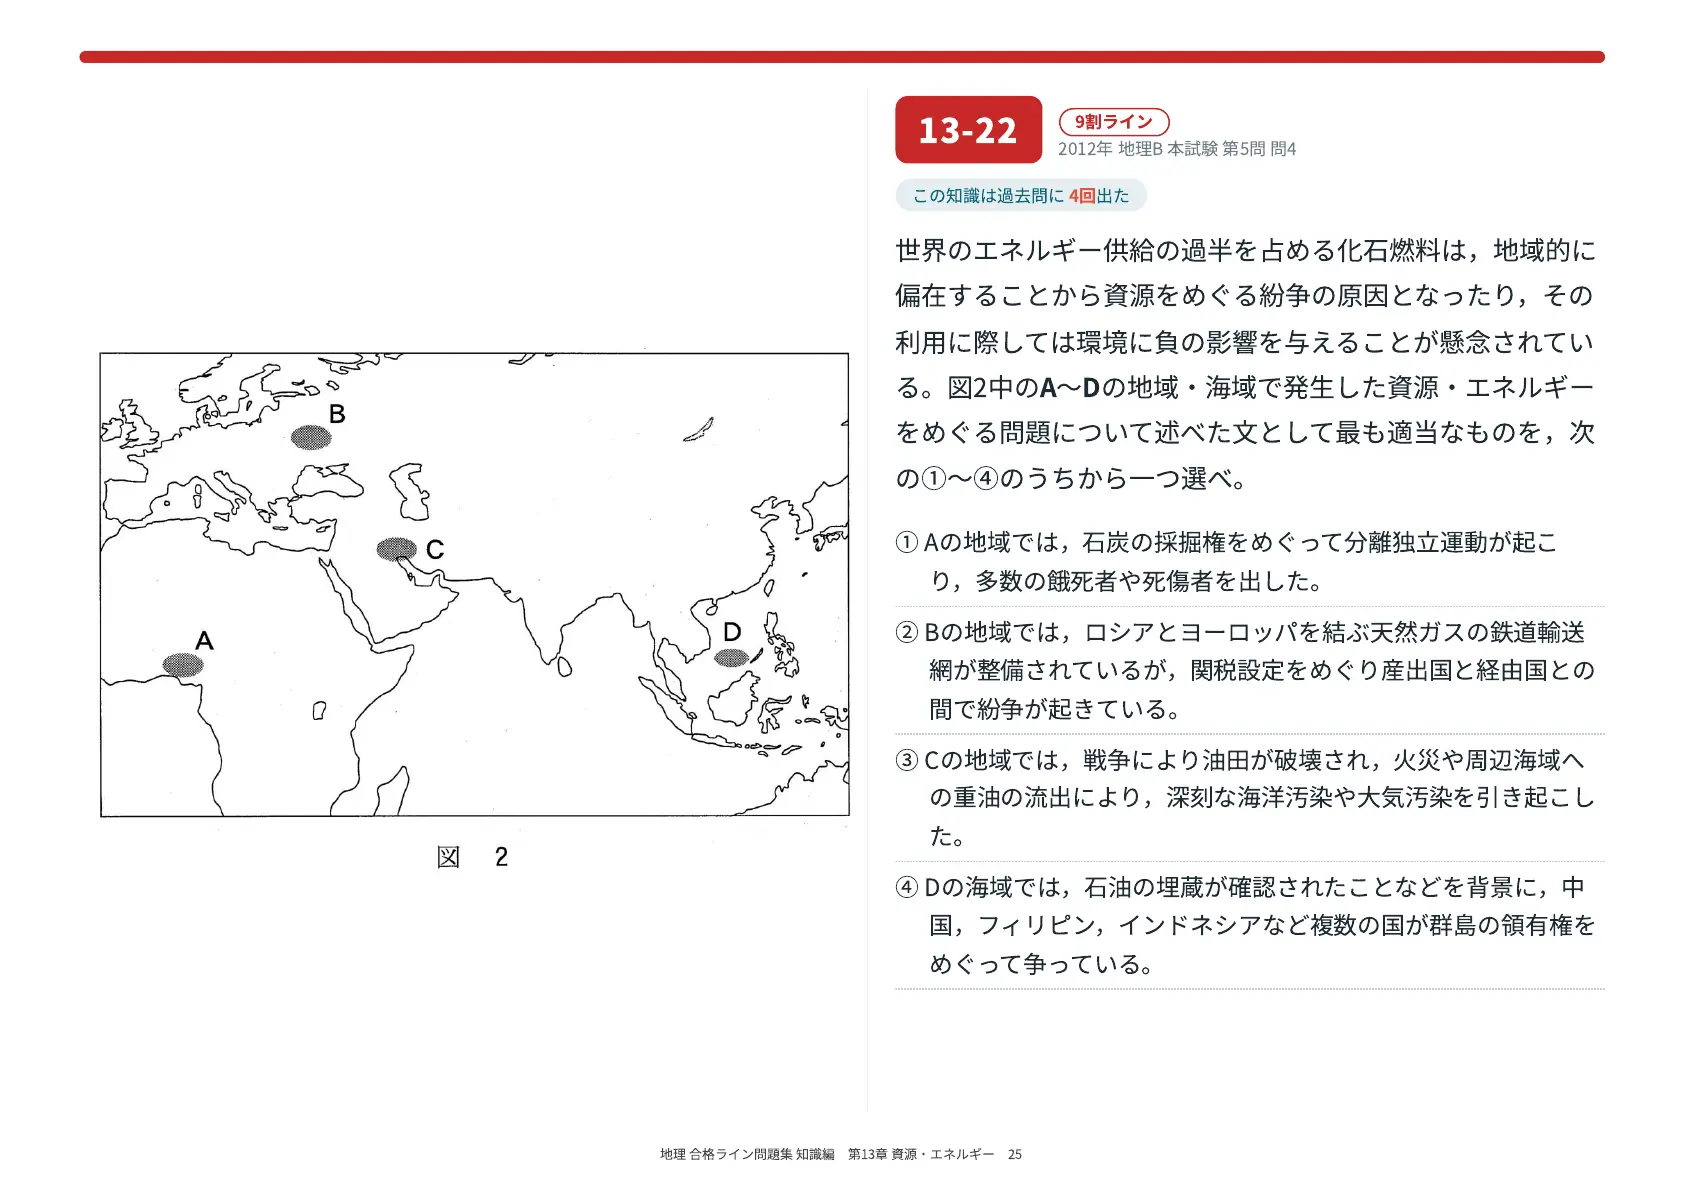 13-22
9割ライン
2012年 地理B 本試験 第5問 問4
この知識は過去問に 4回出た
世界のエネルギー供給の過半を占める化石燃料は，地域的に
偏在することから資源をめぐる紛争の原因となったり，その
利用に際しては環境に負の影響を与えることが懸念されてい
る。図2中のA～Dの地域・海域で発生した資源・エネルギー
をめぐる問題について述べた文として最も適当なものを，次
の①～④のうちから一つ選べ。
① Aの地域では，石炭の採掘権をめぐって分離独立運動が起こ
り，多数の餓死者や死傷者を出した。
② Bの地域では，ロシアとヨーロッパを結ぶ天然ガスの鉄道輸送
網が整備されているが，関税設定をめぐり産出国と経由国との
間で紛争が起きている。
③ Cの地域では，戦争により油田が破壊され，火災や周辺海域へ
の重油の流出により，深刻な海洋汚染や大気汚染を引き起こし
た。
④ Dの海域では，石油の埋蔵が確認されたことなどを背景に，中
国，フィリピン，インドネシアなど複数の国が群島の領有権を
めぐって争っている。
B
C
A
D
図 2
地理 合格ライン問題集 知識編 第13章 資源・エネルギー 25